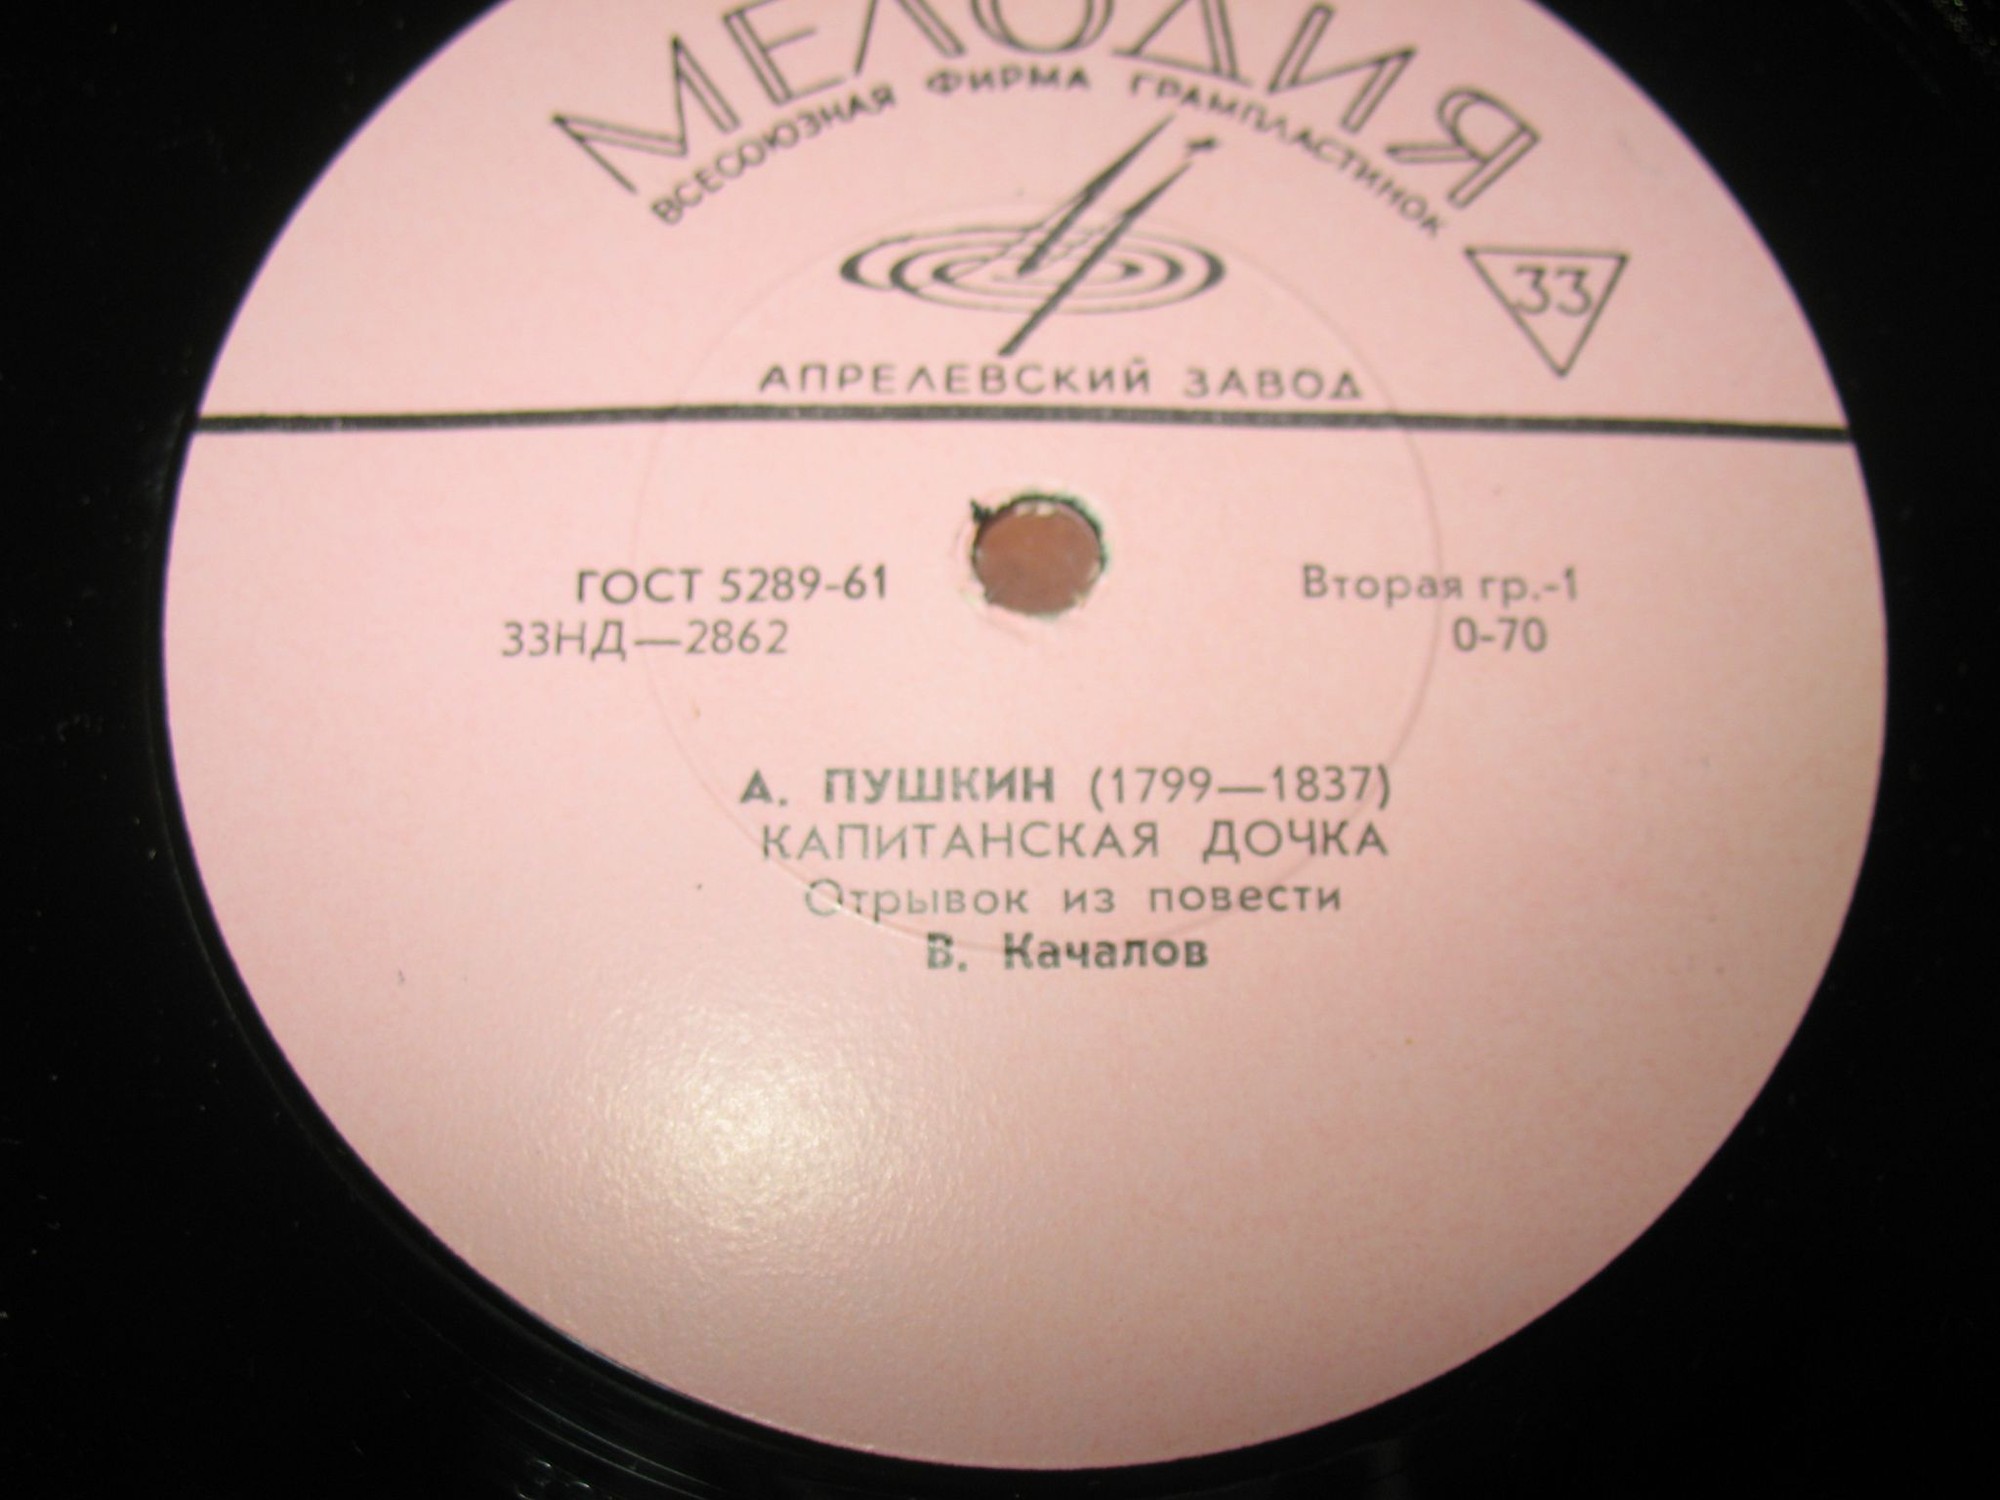 МЕЛОДИЯ
ВСЕСОЮЗНАЯ ФИРМА ГРАМПЛАСТИНОК
33
АПРЕЛЕВСКИЙ ЗАВОД
ГОСТ 5289-61
Вторая гр.-1
33НД—2862
0-70
А. ПУШКИН (1799—1837)
КАПИТАНСКАЯ ДОЧКА
Отрывок из повести
В. Качалов